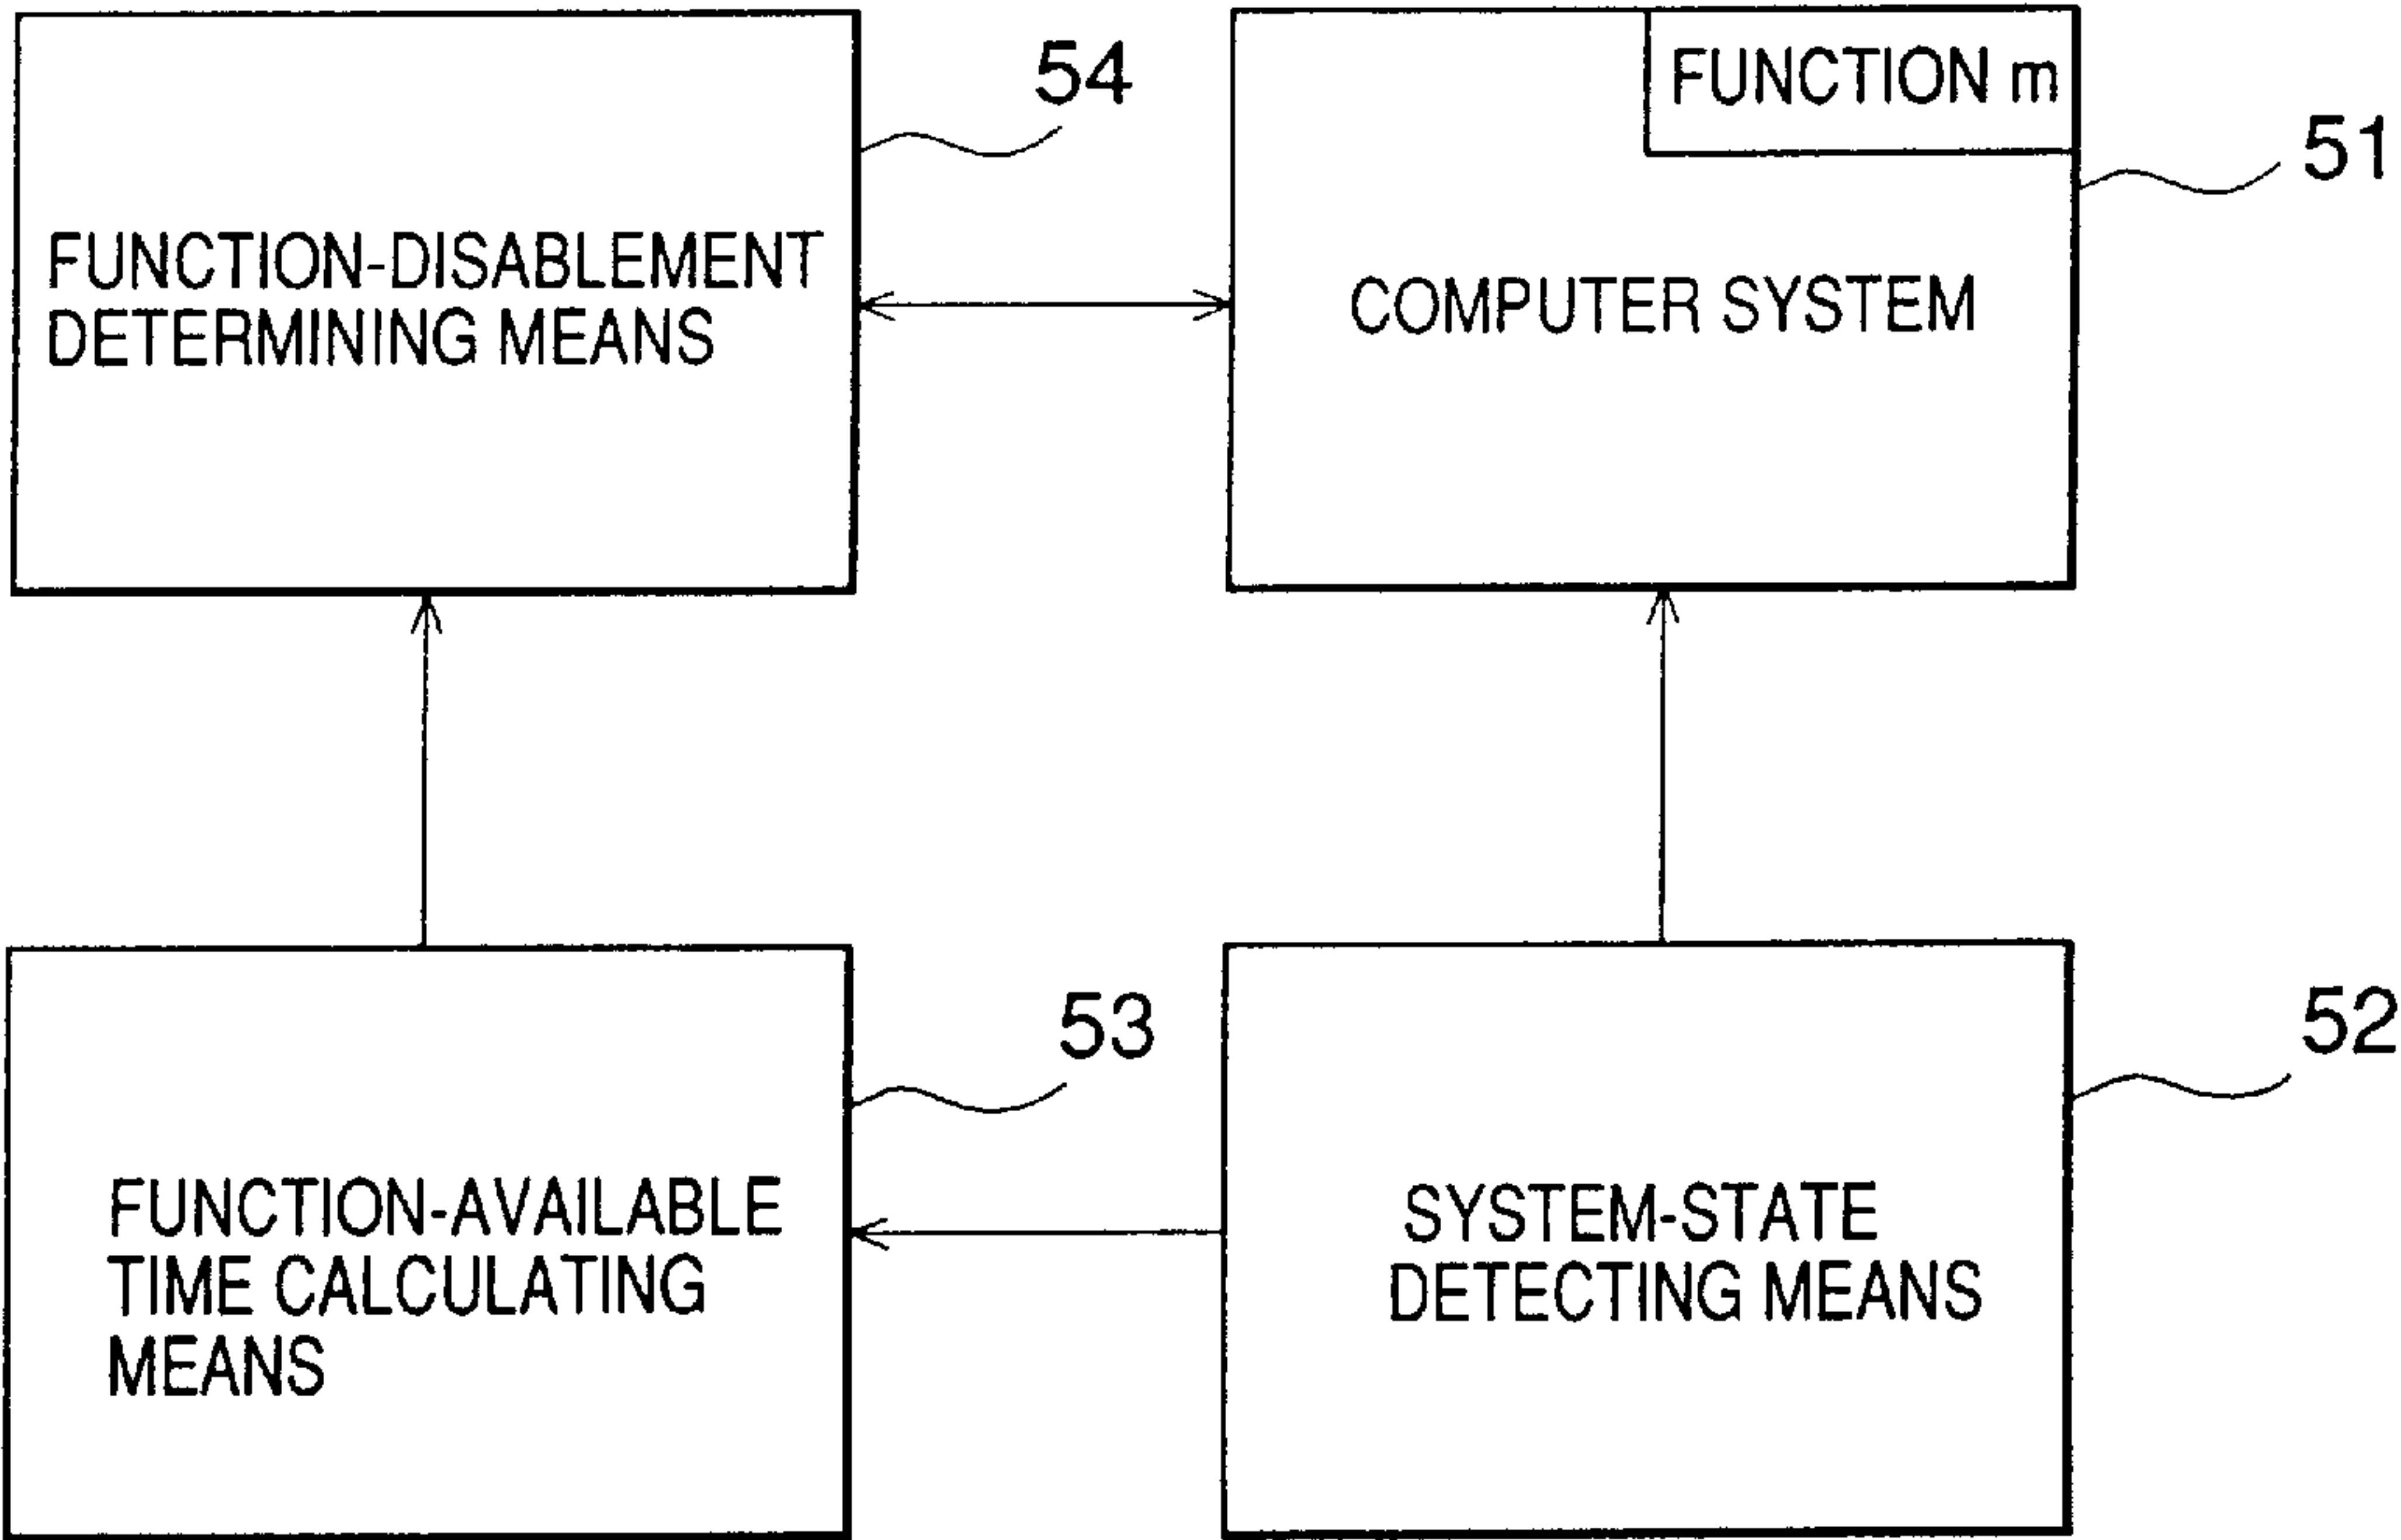 54
FUNCTION m
51
FUNCTION-DISABLEMENT
DETERMINING MEANS
COMPUTER SYSTEM
53
52
FUNCTION-AVAILABLE
TIME CALCULATING
MEANS
SYSTEM-STATE
DETECTING MEANS